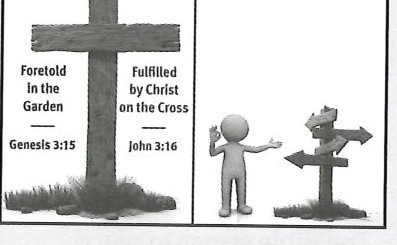 Foretold
in the
Garden
Genesis 3:15
Fulfilled
by Christ
on the Cross
John 3:16